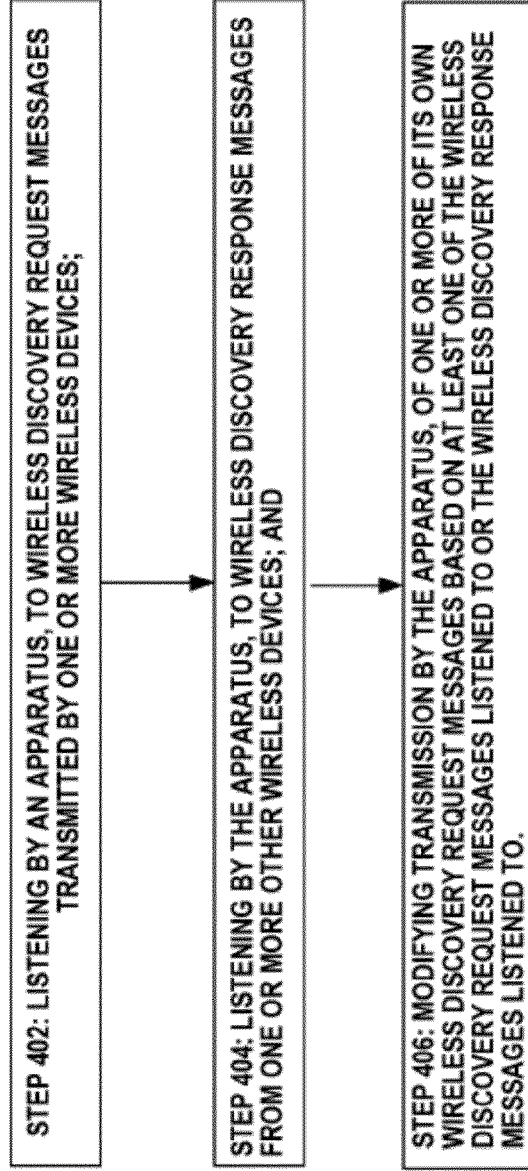 STEP 402: LISTENING BY AN APPARATUS, TO WIRELESS DISCOVERY REQUEST MESSAGES
TRANSMITTED BY ONE OR MORE WIRELESS DEVICES;
STEP 404: LISTENING BY THE APPARATUS, TO WIRELESS DISCOVERY RESPONSE MESSAGES
FROM ONE OR MORE OTHER WIRELESS DEVICES; AND
STEP 406: MODIFYING TRANSMISSION BY THE APPARATUS, OF ONE OR MORE OF ITS OWN
WIRELESS DISCOVERY REQUEST MESSAGES BASED ON AT LEAST ONE OF THE WIRELESS
DISCOVERY REQUEST MESSAGES LISTENED TO OR THE WIRELESS DISCOVERY RESPONSE
MESSAGES LISTENED TO.